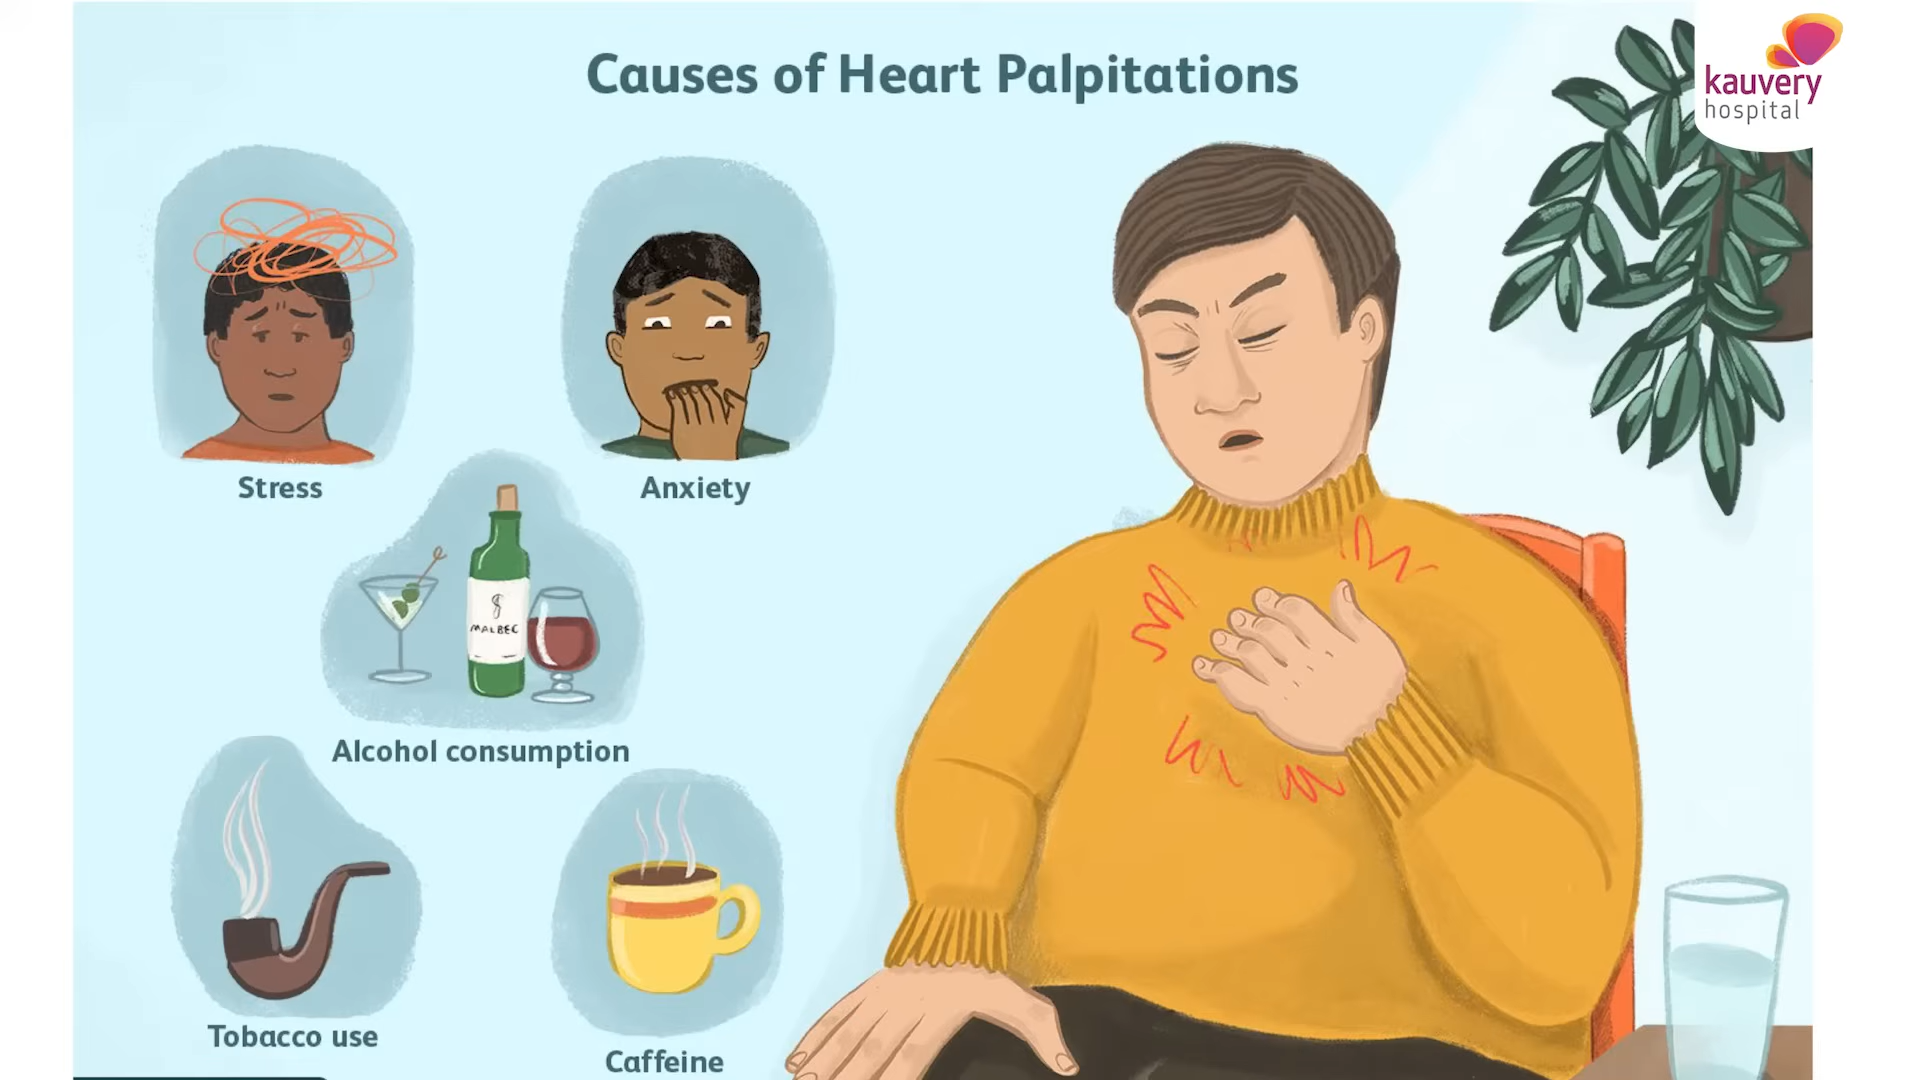 Causes of Heart Palpitations
kauvery
hospital
Stress
Anxiety
MALBEC
Alcohol consumption
Tobacco use
Caffeine